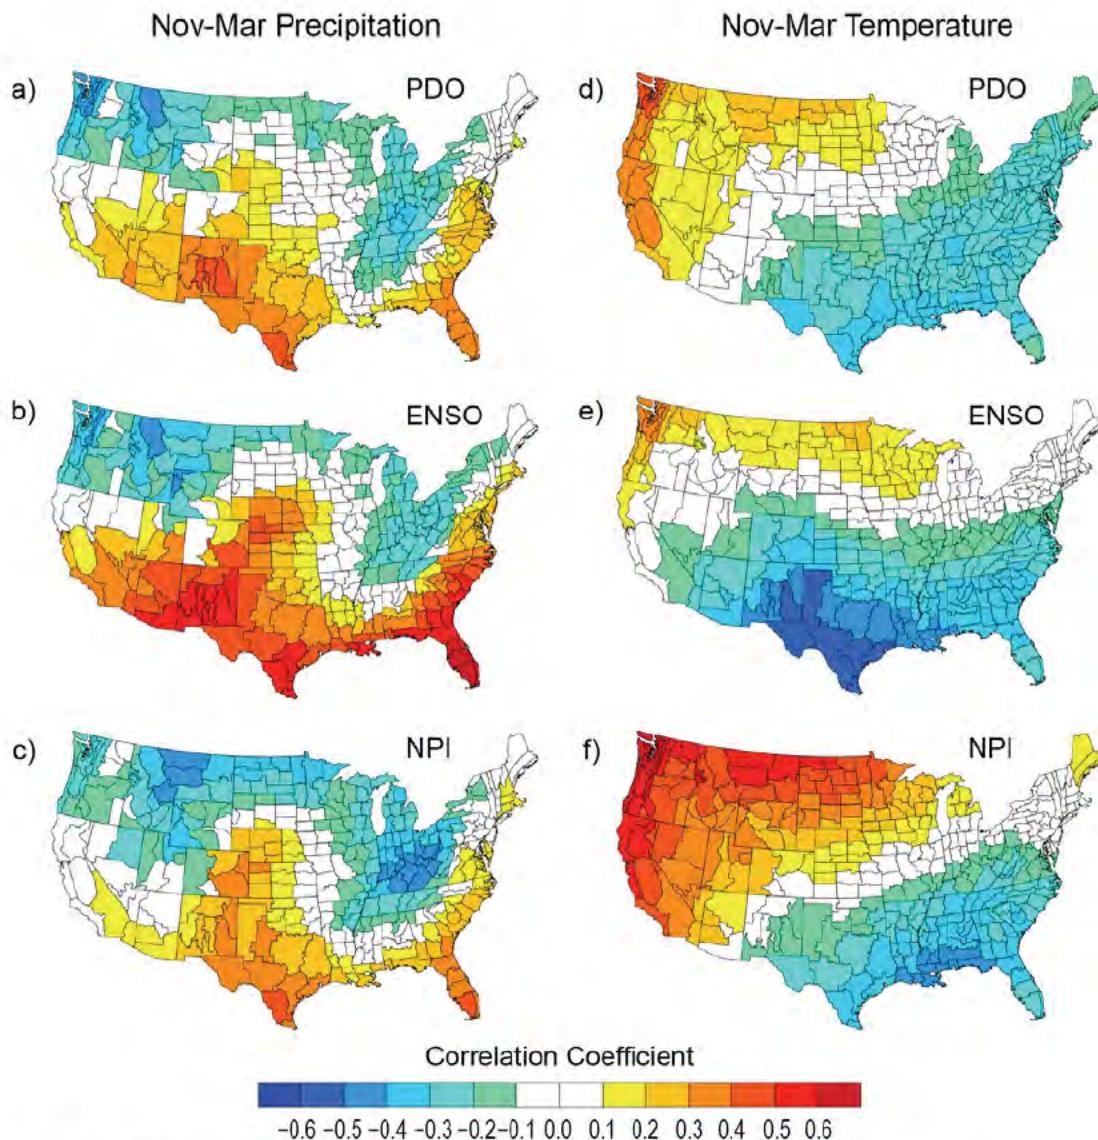 Nov-Mar Precipitation
Nov-Mar Temperature
a)
PDO
d)
PDO
b)
ENSO
e)
ENSO
c)
NPI
f)
NPI
Correlation Coefficient
−0.6 −0.5 −0.4 −0.3 −0.2 −0.1 0.0 0.1 0.2 0.3 0.4 0.5 0.6